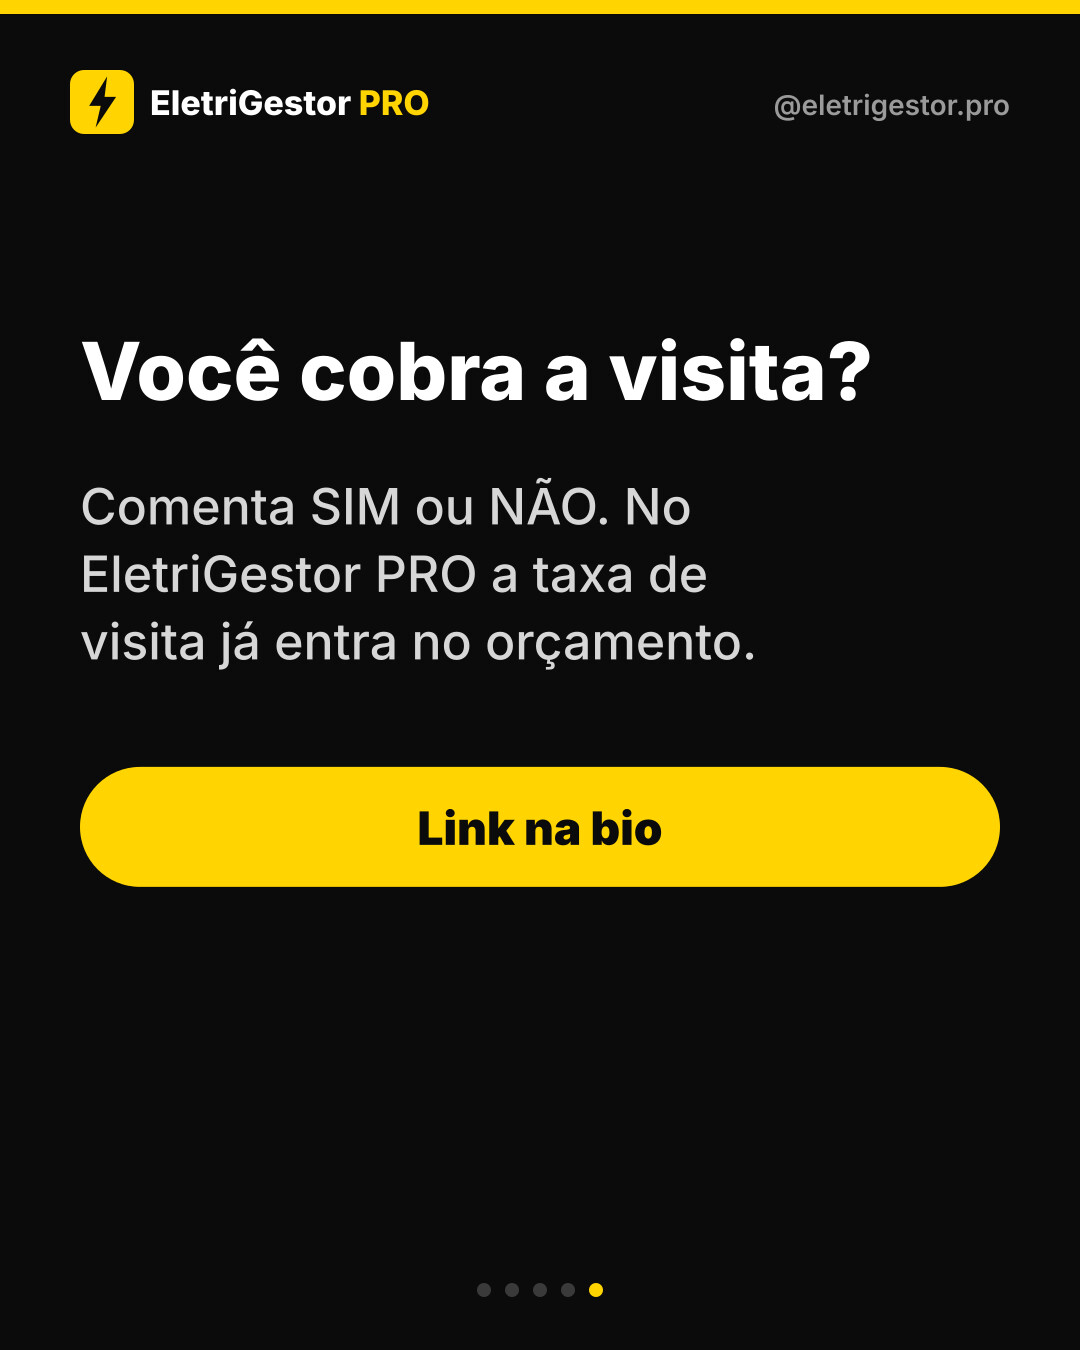 EletriGestor PRO
@eletrigestor.pro
Você cobra a visita?
Comenta SIM ou NÃO. No
EletriGestor PRO a taxa de
visita já entra no orçamento.
Link na bio